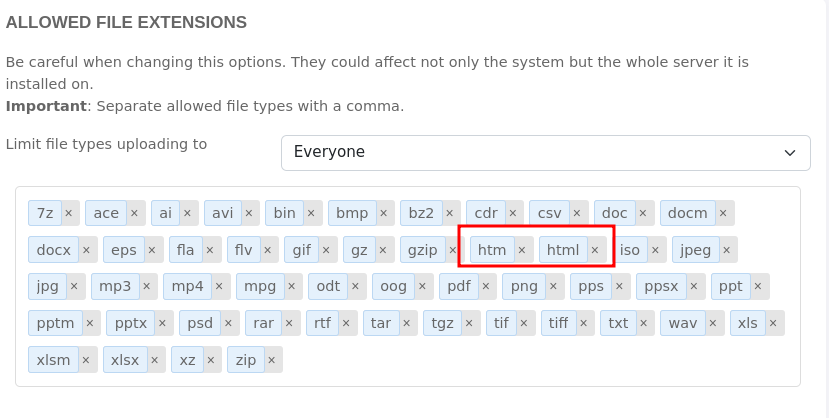 ALLOWED FILE EXTENSIONS
Be careful when changing this options. They could affect not only the system but the whole server it is
installed on.
Important: Separate allowed file types with a comma.
Limit file types uploading to
Everyone
7z × ace × ai × avi × bin × bmp × bz2 × cdr × csv × doc × docm ×
docx × eps × fla × flv × gif × gz × gzip × htm × html × iso × jpeg ×
jpg × mp3 × mp4 × mpg × odt × oog × pdf × png × pps × ppsx × ppt ×
pptm × pptx × psd × rar × rtf × tar × tgz × tif × tiff × txt × wav × xls ×
xlsm × xlsx × xz × zip ×